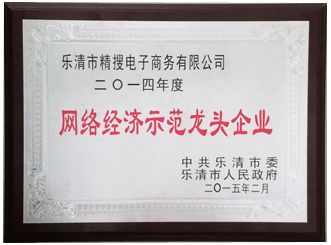 乐清市精搜电子商务有限公司
二〇一四年度
网络经济示范龙头企业
中共乐清市委
乐清市人民政府
二〇一五年二月